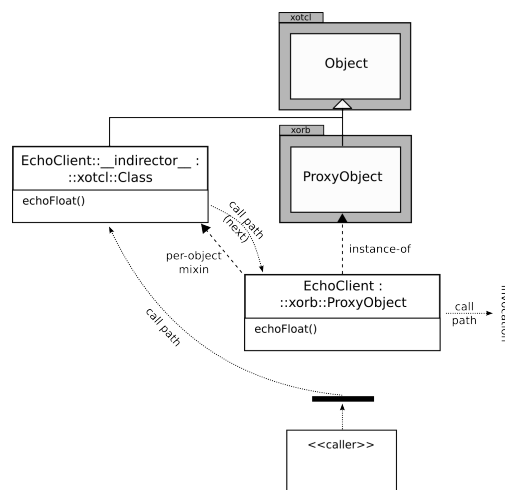 xotcl
Object
xorb
ProxyObject
EchoClient::__indirector__ :
::xotcl::Class
echoFloat()
call path
(next)
per-object
mixin
instance-of
EchoClient :
::xorb::ProxyObject
echoFloat()
call
path
call path
<<caller>>